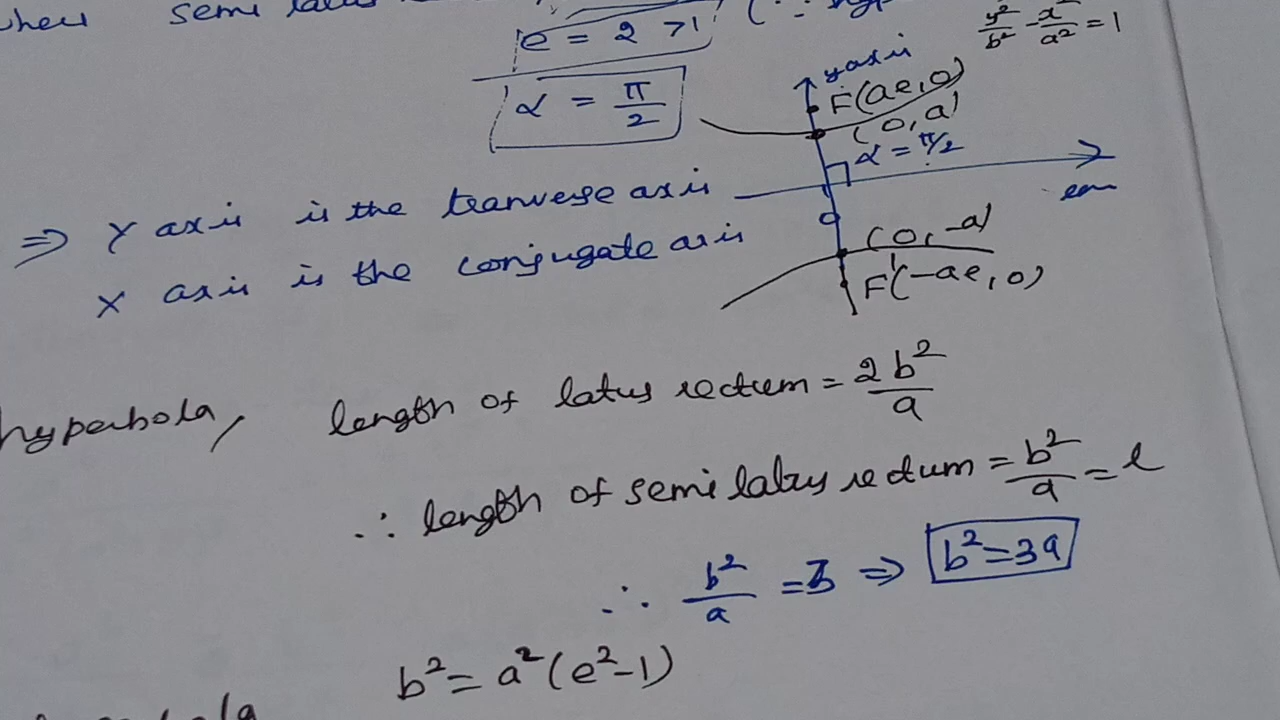 semi
e = 2 >1
y²/b² - x²/a² = 1
α = π/2
y axis
F(ae, 0)
(0, a)
α = π/2
⇒ Y axis is the tranverse axis
X axis is the conjugate axis
0
(0, -a)
F'(-ae, 0)
hyperbola, length of latus rectum = 2b²/a
∴ length of semi latus rectum = b²/a = l
∴ b²/a = 3 ⇒ b² = 3a
b² = a²(e²-1)